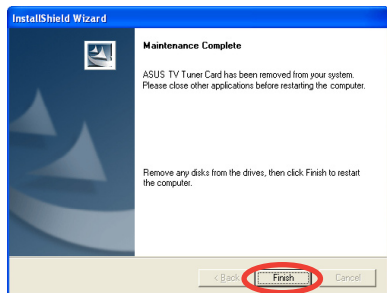 InstallShield Wizard
Maintenance Complete
ASUS TV Tuner Card has been removed from your system.
Please close other applications before restarting the computer.
Remove any disks from the drives, then click Finish to restart
the computer.
< Back
Finish
Cancel